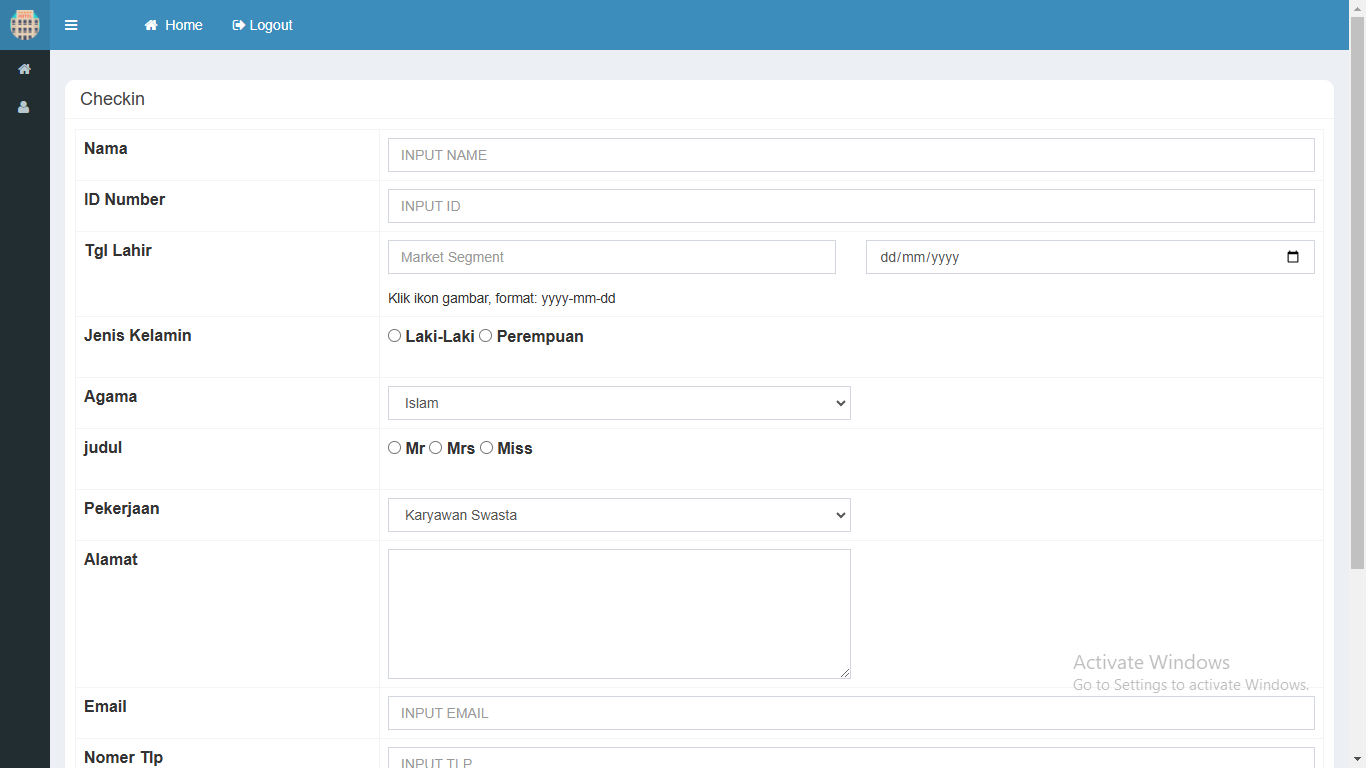 Home Logout
Checkin
Nama INPUT NAME
ID Number INPUT ID
Tgl Lahir Market Segment dd/mm/yyyy
Klik ikon gambar, format: yyyy-mm-dd
Jenis Kelamin Laki-Laki Perempuan
Agama Islam
judul Mr Mrs Miss
Pekerjaan Karyawan Swasta
Alamat
Activate Windows
Go to Settings to activate Windows.
Email INPUT EMAIL
Nomer Tlp INPUT TLP